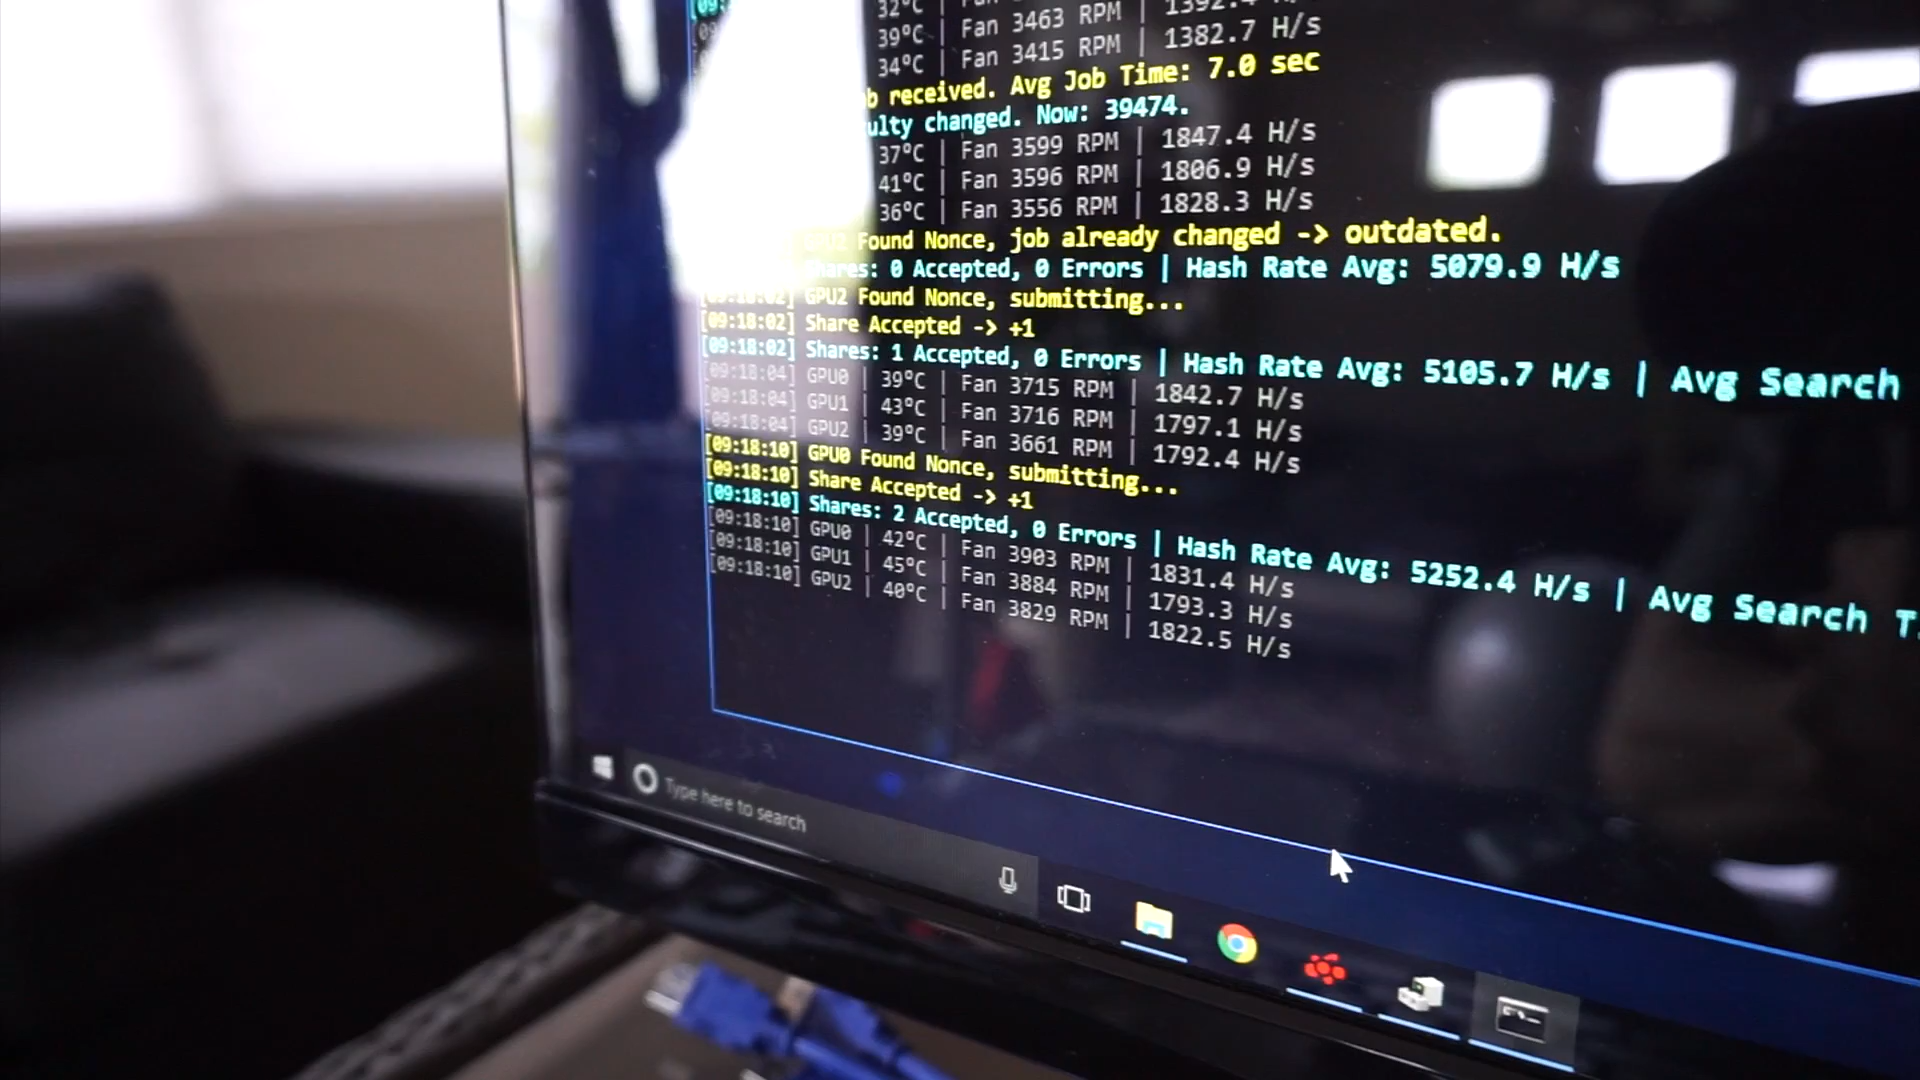 [09:
32°C | Fan 1392.4 H/s
39°C | Fan 3463 RPM | 1382.7 H/s
34°C | Fan 3415 RPM |
b received. Avg Job Time: 7.0 sec
ulty changed. Now: 39474.
37°C | Fan 3599 RPM | 1847.4 H/s
41°C | Fan 3596 RPM | 1806.9 H/s
36°C | Fan 3556 RPM | 1828.3 H/s
Found Nonce, job already changed -> outdated.
Shares: 0 Accepted, 0 Errors | Hash Rate Avg: 5079.9 H/s
[09:18:02] GPU2 Found Nonce, submitting...
[09:18:02] Share Accepted -> +1
[09:18:02] Shares: 1 Accepted, 0 Errors | Hash Rate Avg: 5105.7 H/s | Avg Search
[09:18:04] GPU0 | 39°C | Fan 3715 RPM | 1842.7 H/s
[09:18:04] GPU1 | 43°C | Fan 3716 RPM | 1797.1 H/s
[09:18:04] GPU2 | 39°C | Fan 3661 RPM | 1792.4 H/s
[09:18:10] GPU0 Found Nonce, submitting...
[09:18:10] Share Accepted -> +1
[09:18:10] Shares: 2 Accepted, 0 Errors | Hash Rate Avg: 5252.4 H/s | Avg Search T
[09:18:10] GPU0 | 42°C | Fan 3903 RPM | 1831.4 H/s
[09:18:10] GPU1 | 45°C | Fan 3884 RPM | 1793.3 H/s
[09:18:10] GPU2 | 40°C | Fan 3829 RPM | 1822.5 H/s
Type here to search